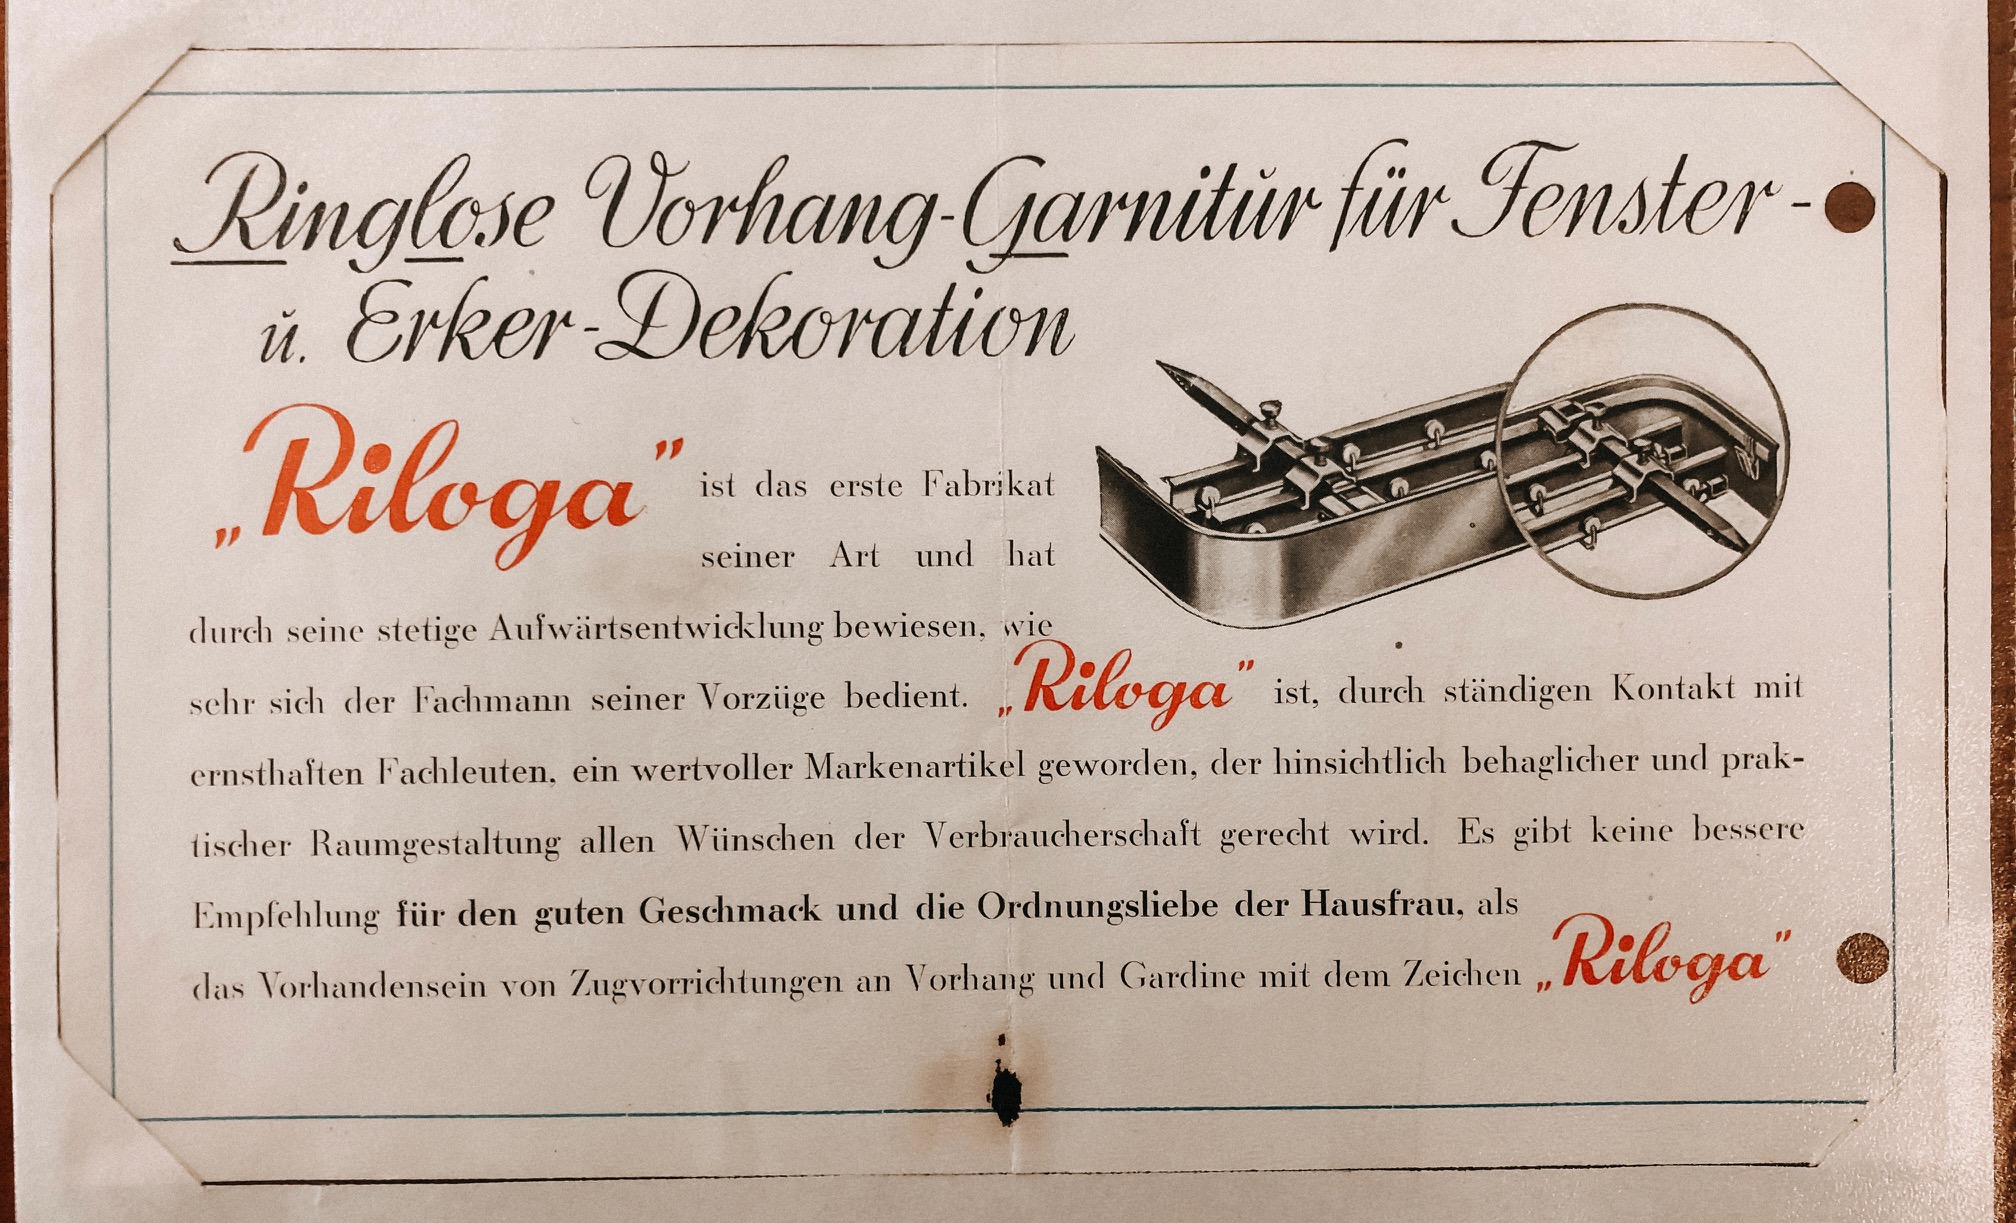 Ringlose Vorhang-Garnitŭr für Fenster-
ŭ. Erker-Dekoration
„Riloga” ist das erste Fabrikat
seiner Art und hat
durch seine stetige Aufwärtsentwicklung bewiesen, wie
sehr sich der Fachmann seiner Vorzüge bedient. „Riloga” ist, durch ständigen Kontakt mit
ernsthaften Fachleuten, ein wertvoller Markenartikel geworden, der hinsichtlich behaglicher und prak-
tischer Raumgestaltung allen Wünschen der Verbraucherschaft gerecht wird. Es gibt keine bessere
Empfehlung für den guten Geschmack und die Ordnungsliebe der Hausfrau, als
das Vorhandensein von Zugvorrichtungen an Vorhang und Gardine mit dem Zeichen „Riloga”